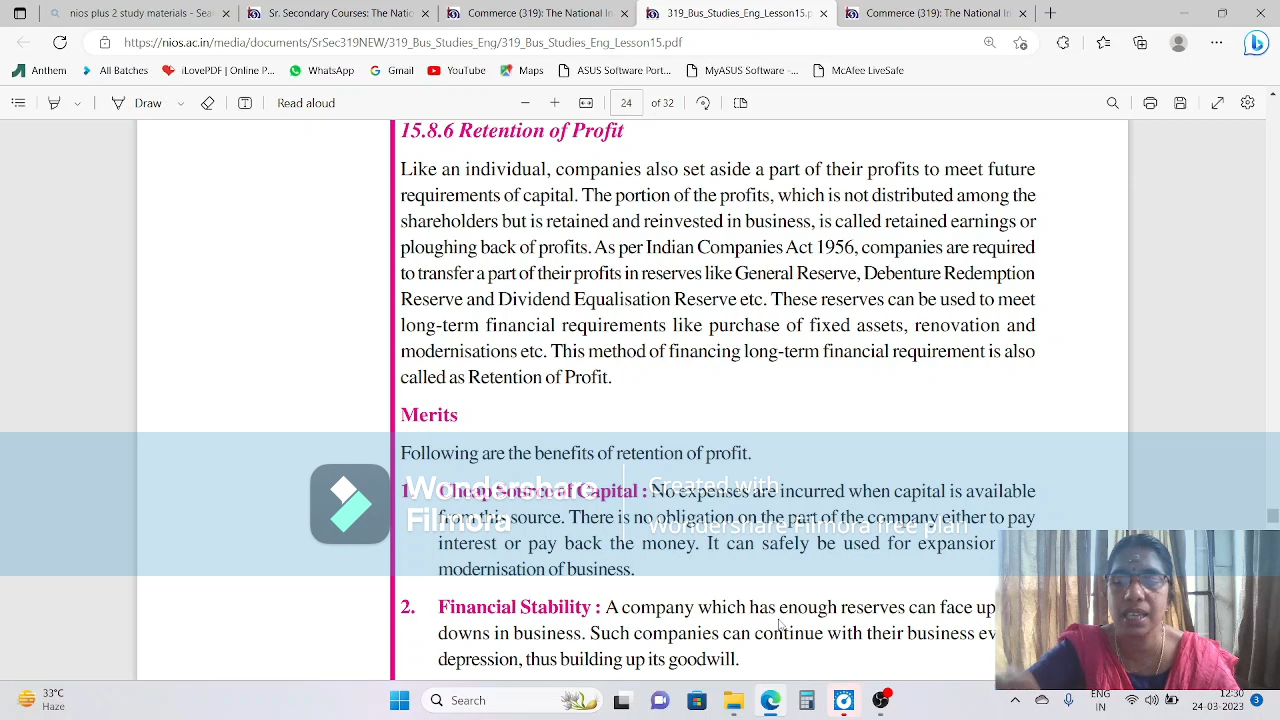 nios plus 2 study materials - Sea
Sr. Secondary Courses: The Nat
Commerce (319): The National In
319_Bus_Studies_Eng_Lesson15.p
Commerce (319): The National In
https://nios.ac.in/media/documents/SrSec319NEW/319_Bus_Studies_Eng/319_Bus_Studies_Eng_Lesson15.pdf
Anthem
All Batches
iLovePDF | Online P...
WhatsApp
Gmail
YouTube
Maps
ASUS Software Port...
MyASUS Software -...
McAfee LiveSafe
Draw
Read aloud
24 of 32
15.8.6 Retention of Profit
Like an individual, companies also set aside a part of their profits to meet future
requirements of capital. The portion of the profits, which is not distributed among the
shareholders but is retained and reinvested in business, is called retained earnings or
ploughing back of profits. As per Indian Companies Act 1956, companies are required
to transfer a part of their profits in reserves like General Reserve, Debenture Redemption
Reserve and Dividend Equalisation Reserve etc. These reserves can be used to meet
long-term financial requirements like purchase of fixed assets, renovation and
modernisations etc. This method of financing long-term financial requirement is also
called as Retention of Profit.
Merits
Following are the benefits of retention of profit.
1. Capital : No expenses are incurred when capital is available
from this source. There is no obligation on the part of the company either to pay
interest or pay back the money. It can safely be used for expansion
modernisation of business.
Wondershare
Filmora
Created with
Wondershare Filmora free plan
2. Financial Stability : A company which has enough reserves can face up
downs in business. Such companies can continue with their business ev
depression, thus building up its goodwill.
33°C
Haze
Search
ENG
IN
12:30
24-03-2023
3